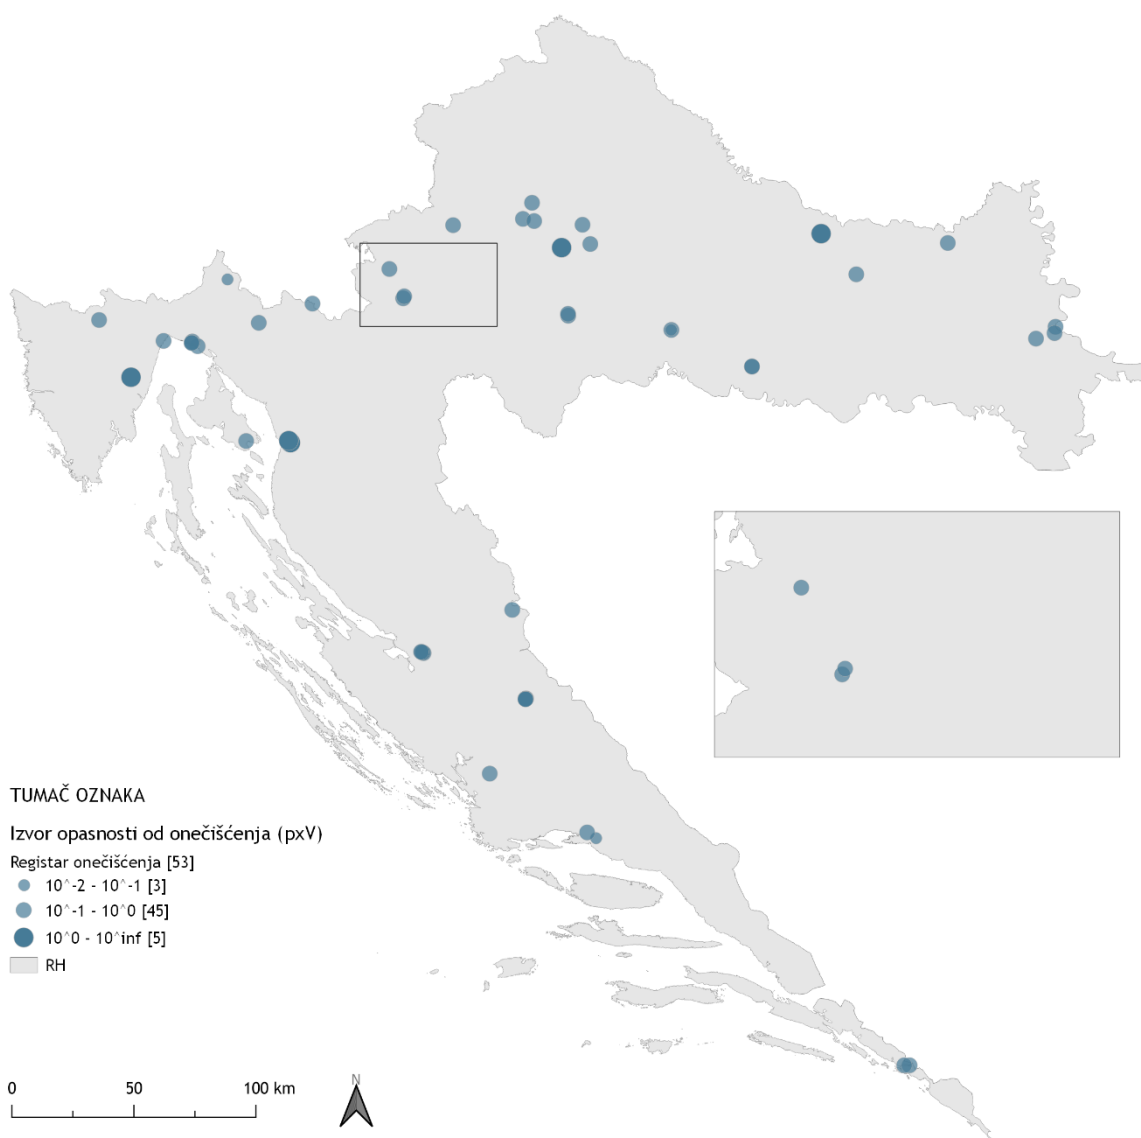 TUMAČ OZNAKA
Izvor opasnosti od onečišćenja (pxV)
Registar onečišćenja [53]
10^-2 - 10^-1 [3]
10^-1 - 10^0 [45]
10^0 - 10^inf [5]
RH
0 50 100 km
N